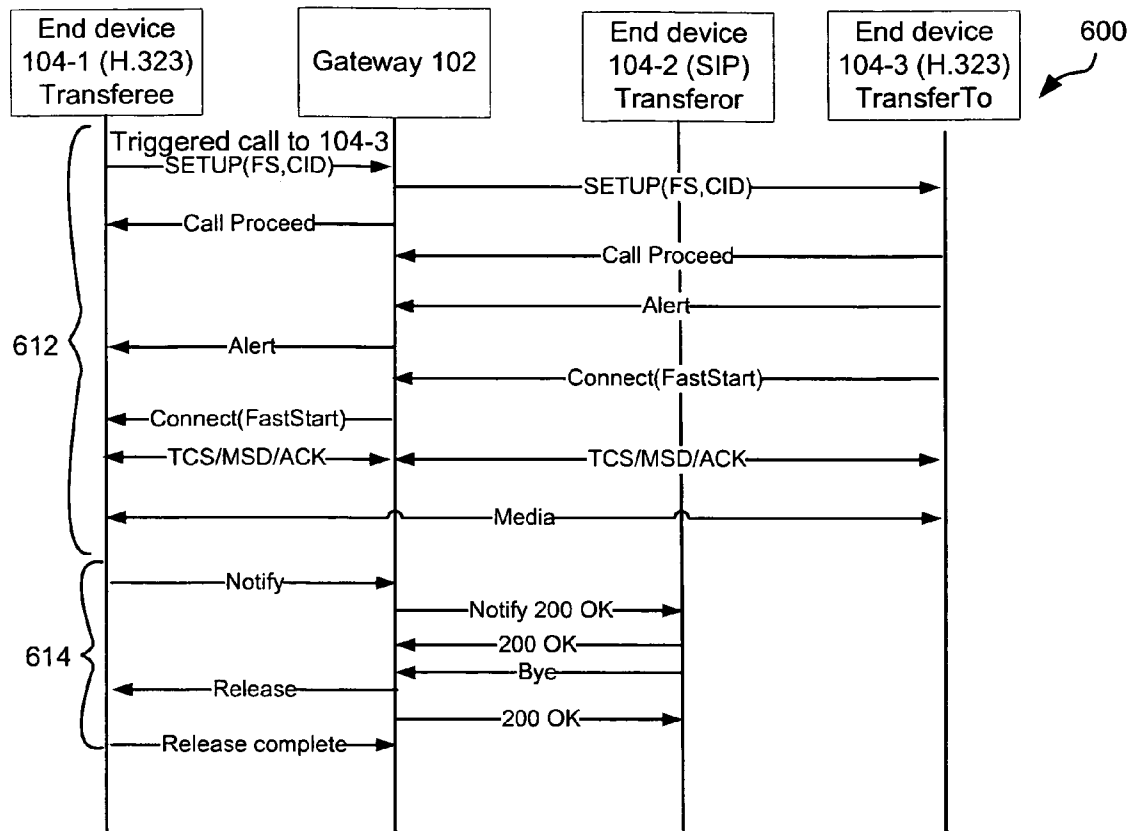 End device
104-1 (H.323)
Transferee
Gateway 102
End device
104-2 (SIP)
Transferor
End device
104-3 (H.323)
TransferTo
600
Triggered call to 104-3
SETUP(FS,CID)
SETUP(FS,CID)
Call Proceed
Call Proceed
Alert
612
Alert
Connect(FastStart)
Connect(FastStart)
TCS/MSD/ACK
TCS/MSD/ACK
Media
Notify
Notify 200 OK
200 OK
614
Bye
Release
200 OK
Release complete